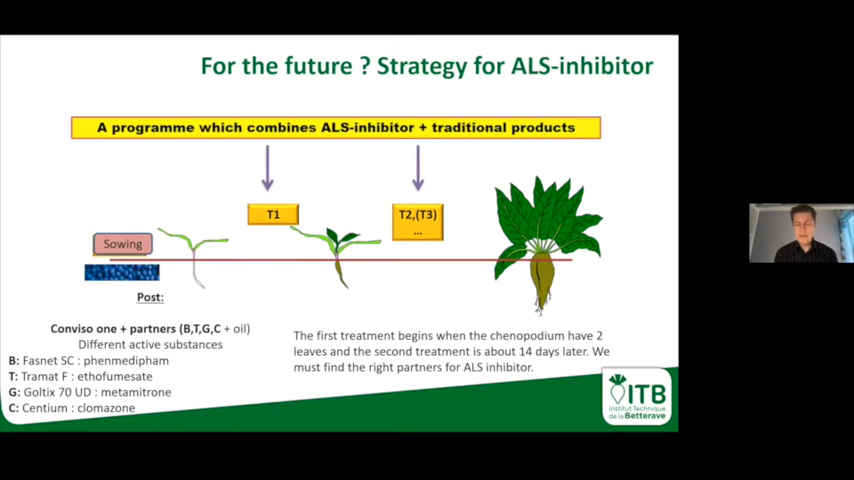 For the future ? Strategy for ALS-inhibitor
A programme which combines ALS-inhibitor + traditional products
T1
T2,(T3)
...
Sowing
Post:
Conviso one + partners (B,T,G,C + oil)
Different active substances
B: Fasnet SC : phenmedipham
T: Tramat F : ethofumesate
G: Goltix 70 UD : metamitrone
C: Centium : clomazone
The first treatment begins when the chenopodium have 2
leaves and the second treatment is about 14 days later. We
must find the right partners for ALS inhibitor.
ITB
Institut Technique
de la Betterave